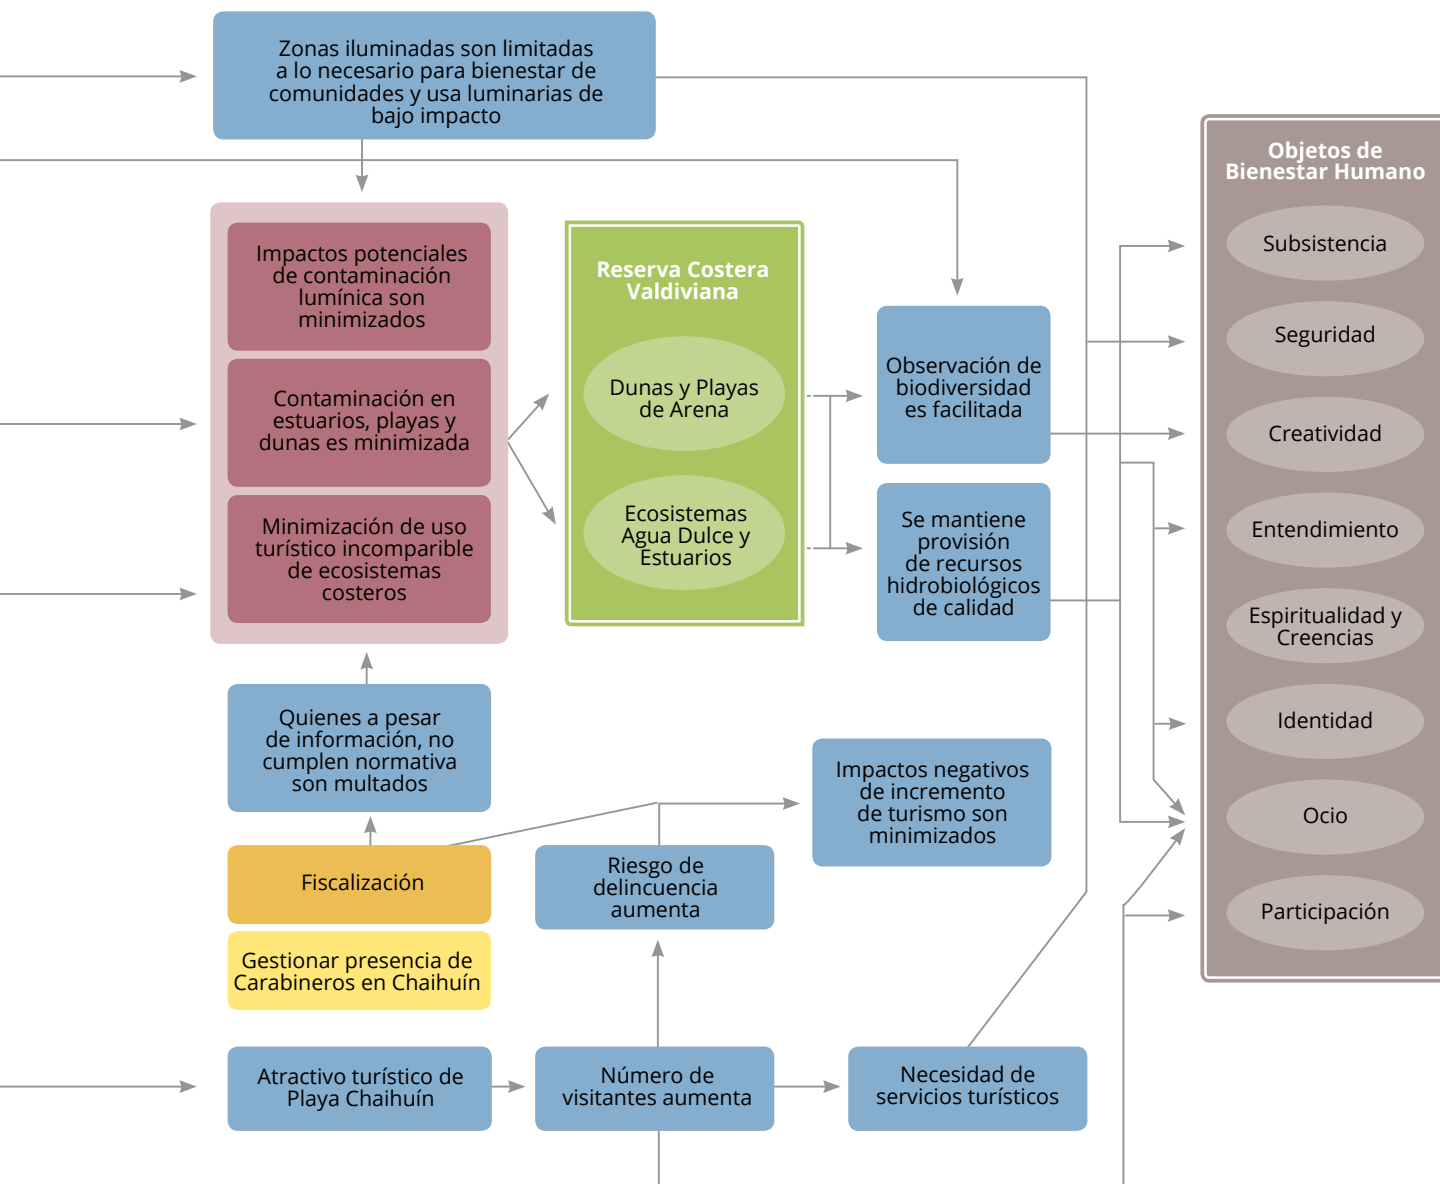 Zonas iluminadas son limitadas
a lo necesario para bienestar de
comunidades y usa luminarias de
bajo impacto
Impactos potenciales
de contaminación
lumínica son
minimizados
Contaminación en
estuarios, playas y
dunas es minimizada
Minimización de uso
turístico incomparible
de ecosistemas
costeros
Reserva Costera
Valdiviana
Dunas y Playas
de Arena
Ecosistemas
Agua Dulce y
Estuarios
Observación de
biodiversidad
es facilitada
Se mantiene
provisión
de recursos
hidrobiológicos
de calidad
Objetos de
Bienestar Humano
Subsistencia
Seguridad
Creatividad
Entendimiento
Espiritualidad y
Creencias
Identidad
Ocio
Participación
Quienes a pesar
de información, no
cumplen normativa
son multados
Impactos negativos
de incremento
de turismo son
minimizados
Fiscalización
Riesgo de
delincuencia
aumenta
Gestionar presencia de
Carabineros en Chaihuín
Atractivo turístico de
Playa Chaihuín
Número de
visitantes aumenta
Necesidad de
servicios turísticos